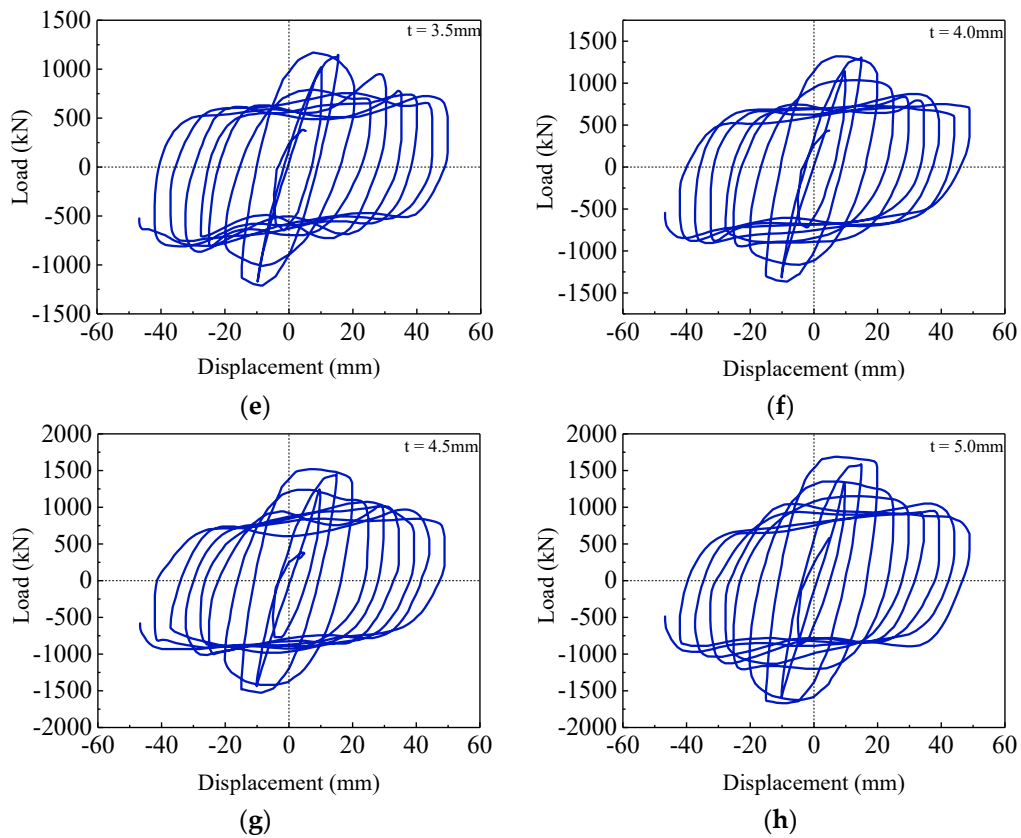 t = 3.5mm
1500
1000
500
0
-500
-1000
-1500
Load (kN)
-60 -40 -20 0 20 40 60
Displacement (mm)
(e)
t = 4.0mm
1500
1000
500
0
-500
-1000
-1500
Load (kN)
-60 -40 -20 0 20 40 60
Displacement (mm)
(f)
t = 4.5mm
2000
1500
1000
500
0
-500
-1000
-1500
2000
Load (kN)
-60 -40 -20 0 20 40 60
Displacement (mm)
(g)
t = 5.0mm
2000
1500
1000
500
0
-500
-1000
-1500
2000
Load (kN)
-60 -40 -20 0 20 40 60
Displacement (mm)
(h)